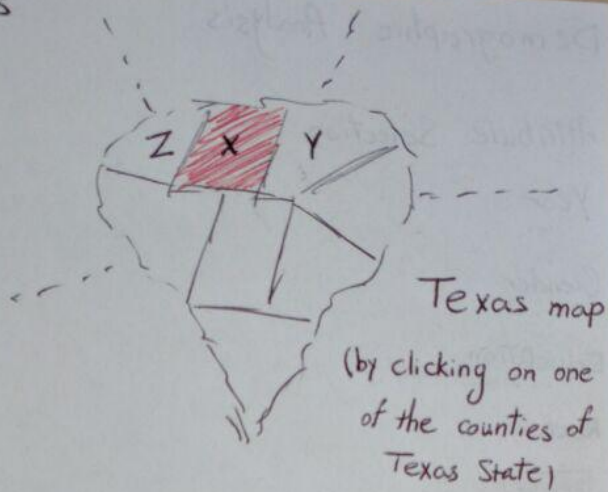 Z X Y
Texas map
(by clicking on one
of the counties of
Texas State)